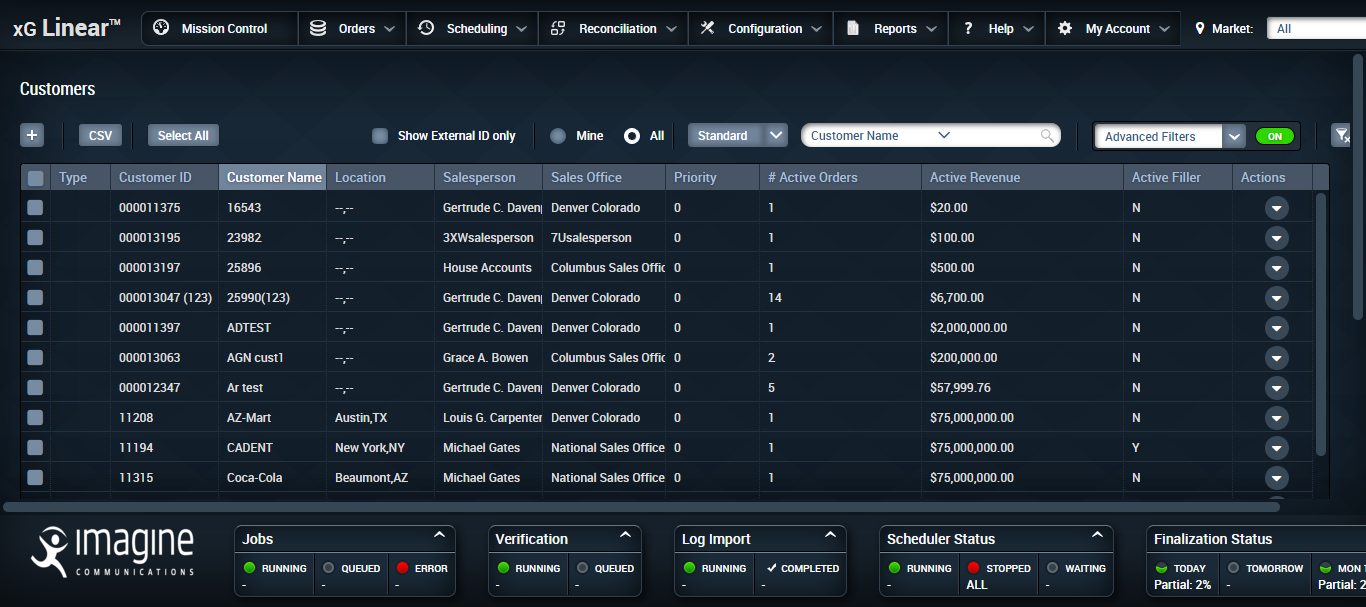 xG Linear™ Mission Control Orders Scheduling Reconciliation Configuration Reports ? Help My Account Market: All
Customers
+ CSV Select All Show External ID only Mine All Standard Customer Name Advanced Filters ON
Type Customer ID Customer Name Location Salesperson Sales Office Priority # Active Orders Active Revenue Active Filler Actions
000011375 16543 --,-- Gertrude C. Daven Denver Colorado 0 1 $20.00 N
000013195 23982 --,-- 3XWsalesperson 7Usalesperson 0 1 $100.00 N
000013197 25896 --,-- House Accounts Columbus Sales Offic 0 1 $500.00 N
000013047 (123) 25990(123) --,-- Gertrude C. Daven Denver Colorado 0 14 $6,700.00 N
000011397 ADTEST --,-- Gertrude C. Daven Denver Colorado 0 1 $2,000,000.00 N
000013063 AGN cust1 --,-- Grace A. Bowen Columbus Sales Offic 0 2 $200,000.00 N
000012347 Ar test --,-- Gertrude C. Daven Denver Colorado 0 5 $57,999.76 N
11208 AZ-Mart Austin,TX Louis G. Carpenter Denver Colorado 0 1 $75,000,000.00 N
11194 CADENT New York,NY Michael Gates National Sales Office 0 1 $75,000,000.00 Y
11315 Coca-Cola Beaumont,AZ Michael Gates National Sales Office 0 1 $75,000,000.00 N
imagine
COMMUNICATIONS
Jobs
RUNNING QUEUED ERROR
- - -
Verification
RUNNING QUEUED
- -
Log Import
RUNNING COMPLETED
- -
Scheduler Status
RUNNING STOPPED WAITING
- ALL -
Finalization Status
TODAY TOMORROW MON
Partial: 2% - Partial: 2